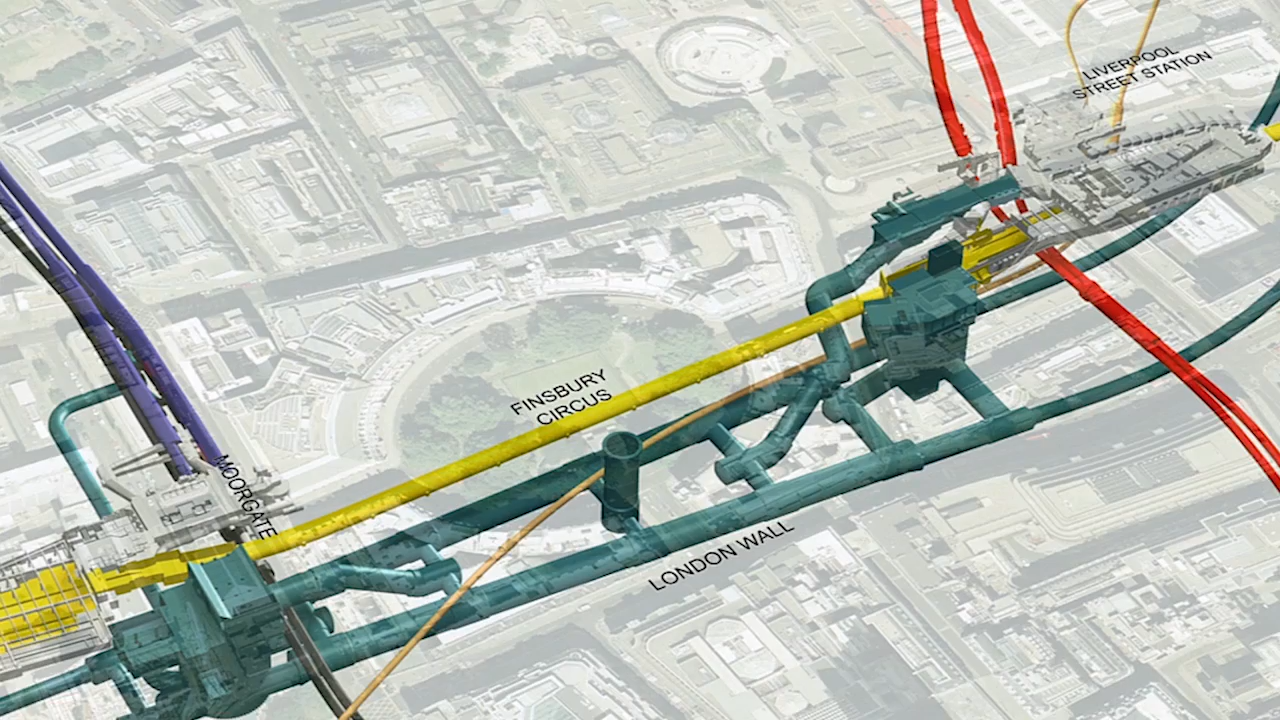 LIVERPOOL
STREET STATION
FINSBURY
CIRCUS
MOORGATE
LONDON WALL